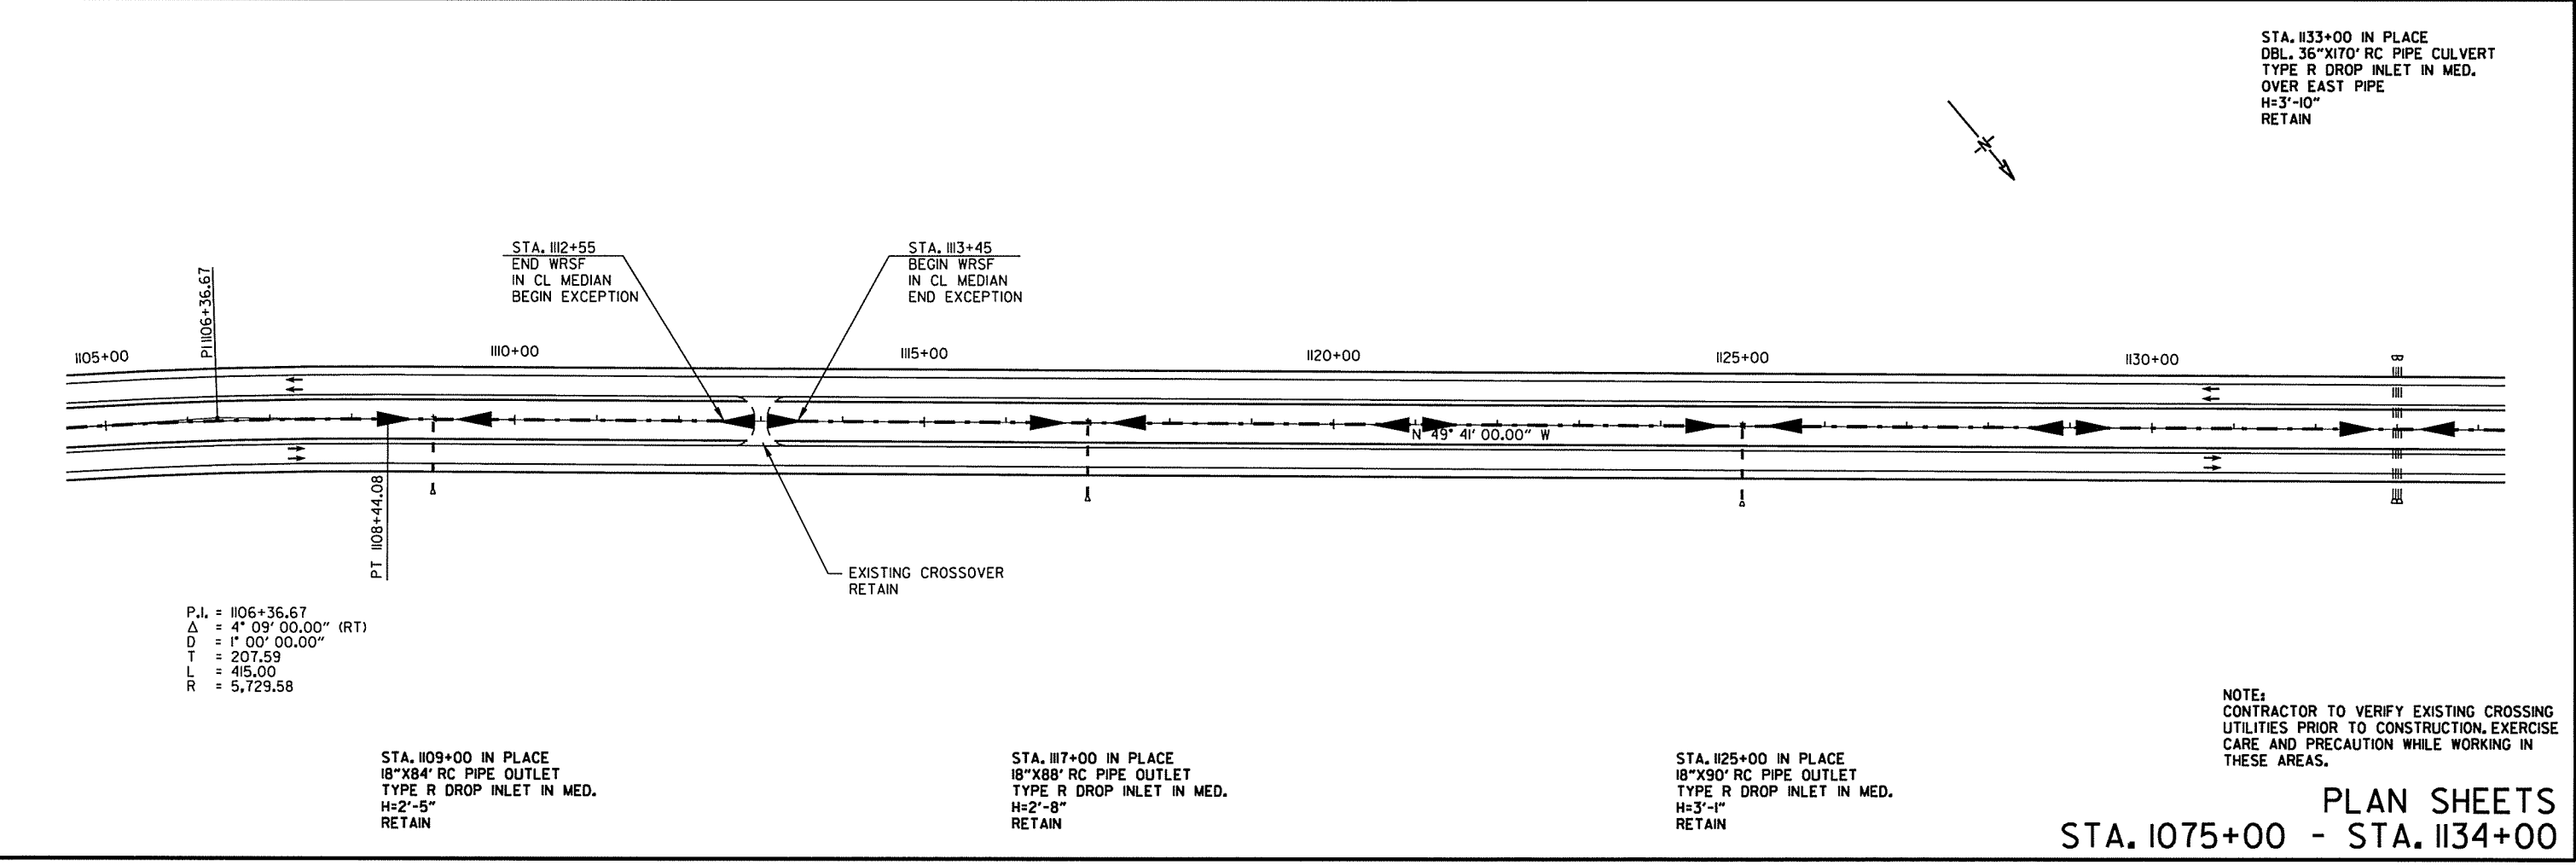 STA. 1133+00 IN PLACE
DBL. 36"X170' RC PIPE CULVERT
TYPE R DROP INLET IN MED.
OVER EAST PIPE
H=3'-10"
RETAIN
N
STA. 1112+55
END WRSF
IN CL MEDIAN
BEGIN EXCEPTION
STA. 1113+45
BEGIN WRSF
IN CL MEDIAN
END EXCEPTION
PI 1106+36.67
1105+00
1110+00
1115+00
1120+00
1125+00
1130+00
N 49° 41' 00.00" W
PT 1108+44.08
EXISTING CROSSOVER
RETAIN
P.I. = 1106+36.67
Δ = 4° 09' 00.00" (RT)
D = 1° 00' 00.00"
T = 207.59
L = 415.00
R = 5,729.58
STA. 1109+00 IN PLACE
18"X84' RC PIPE OUTLET
TYPE R DROP INLET IN MED.
H=2'-5"
RETAIN
STA. 1117+00 IN PLACE
18"X88' RC PIPE OUTLET
TYPE R DROP INLET IN MED.
H=2'-8"
RETAIN
STA. 1125+00 IN PLACE
18"X90' RC PIPE OUTLET
TYPE R DROP INLET IN MED.
H=3'-1"
RETAIN
NOTE:
CONTRACTOR TO VERIFY EXISTING CROSSING
UTILITIES PRIOR TO CONSTRUCTION. EXERCISE
CARE AND PRECAUTION WHILE WORKING IN
THESE AREAS.
PLAN SHEETS
STA. 1075+00 - STA. 1134+00